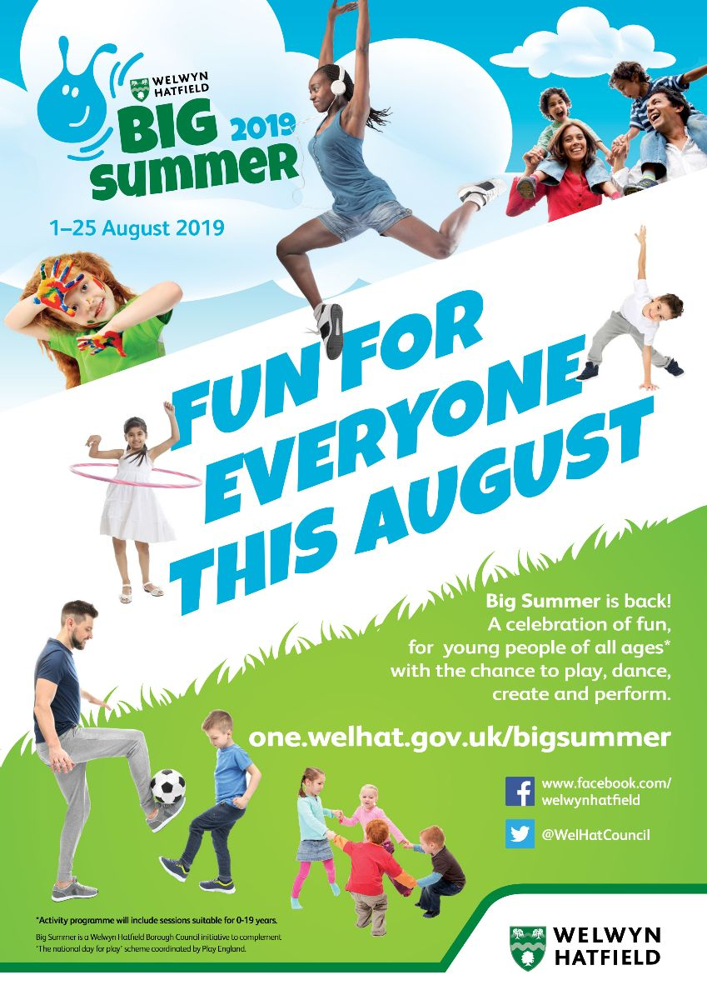 WELWYN
HATFIELD
BIG 2019
SUMMER
1–25 August 2019
FUN FOR
EVERYONE
THIS AUGUST
Big Summer is back!
A celebration of fun,
for young people of all ages*
with the chance to play, dance,
create and perform.
one.welhat.gov.uk/bigsummer
www.facebook.com/
welwynhatfield
@WelHatCouncil
*Activity programme will include sessions suitable for 0-19 years.
Big Summer is a Welwyn Hatfield Borough Council initiative to complement
'The national day for play' scheme coordinated by Play England.
WELWYN
HATFIELD